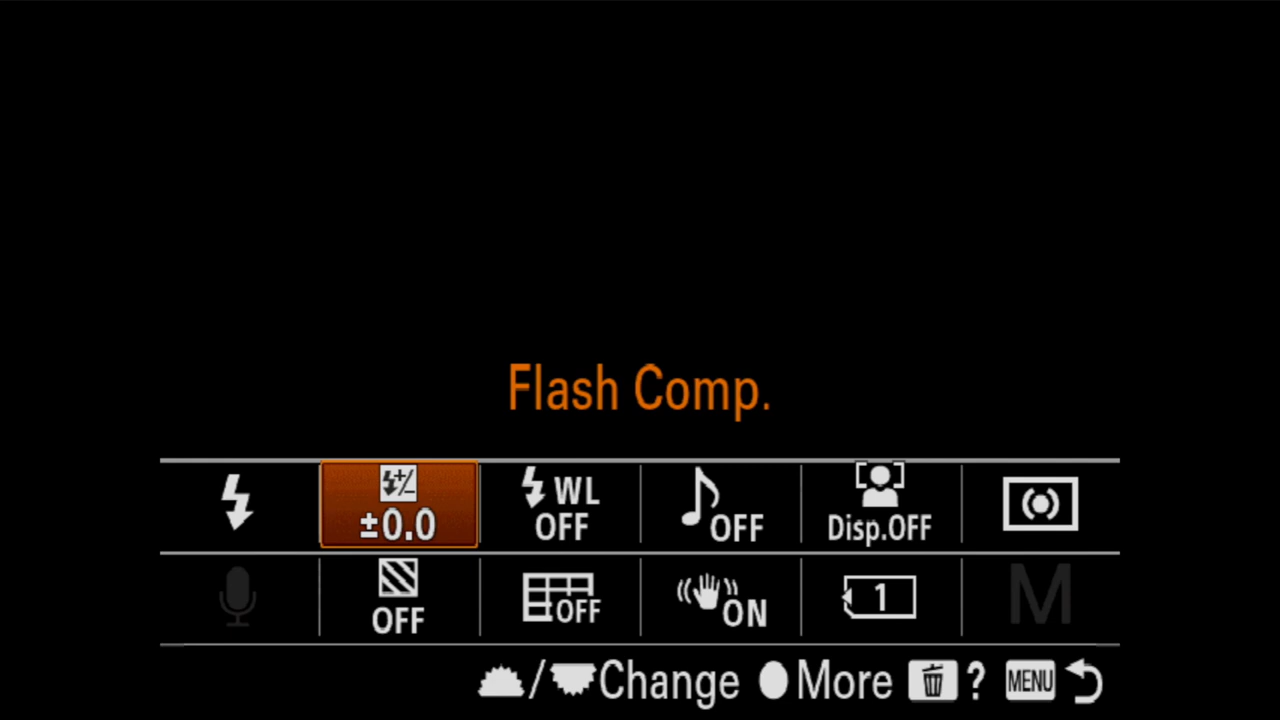 Flash Comp.
±0.0
WL
OFF
OFF
Disp.OFF
OFF
OFF
ON
1
M
/ Change More ? MENU